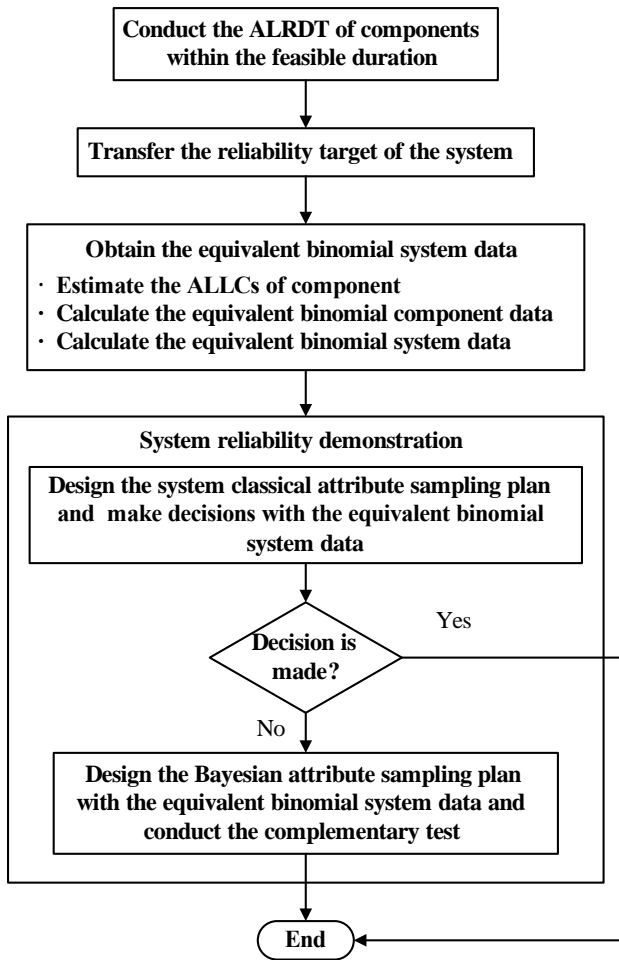 Conduct the ALRDT of components
within the feasible duration
Transfer the reliability target of the system
Obtain the equivalent binomial system data
· Estimate the ALLCs of component
· Calculate the equivalent binomial component data
· Calculate the equivalent binomial system data
System reliability demonstration
Design the system classical attribute sampling plan
and make decisions with the equivalent binomial
system data
Decision is
made?
Yes
No
Design the Bayesian attribute sampling plan
with the equivalent binomial system data and
conduct the complementary test
End